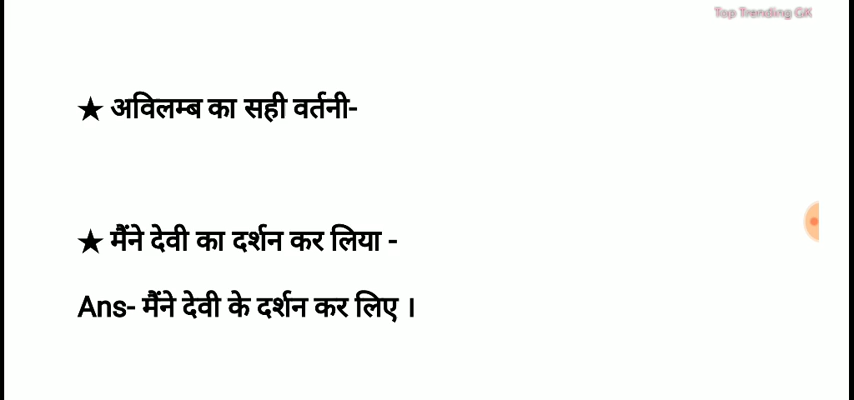 Top Trending GK
★ अविलम्ब का सही वर्तनी-
★ मैंने देवी का दर्शन कर लिया -
Ans- मैंने देवी के दर्शन कर लिए ।